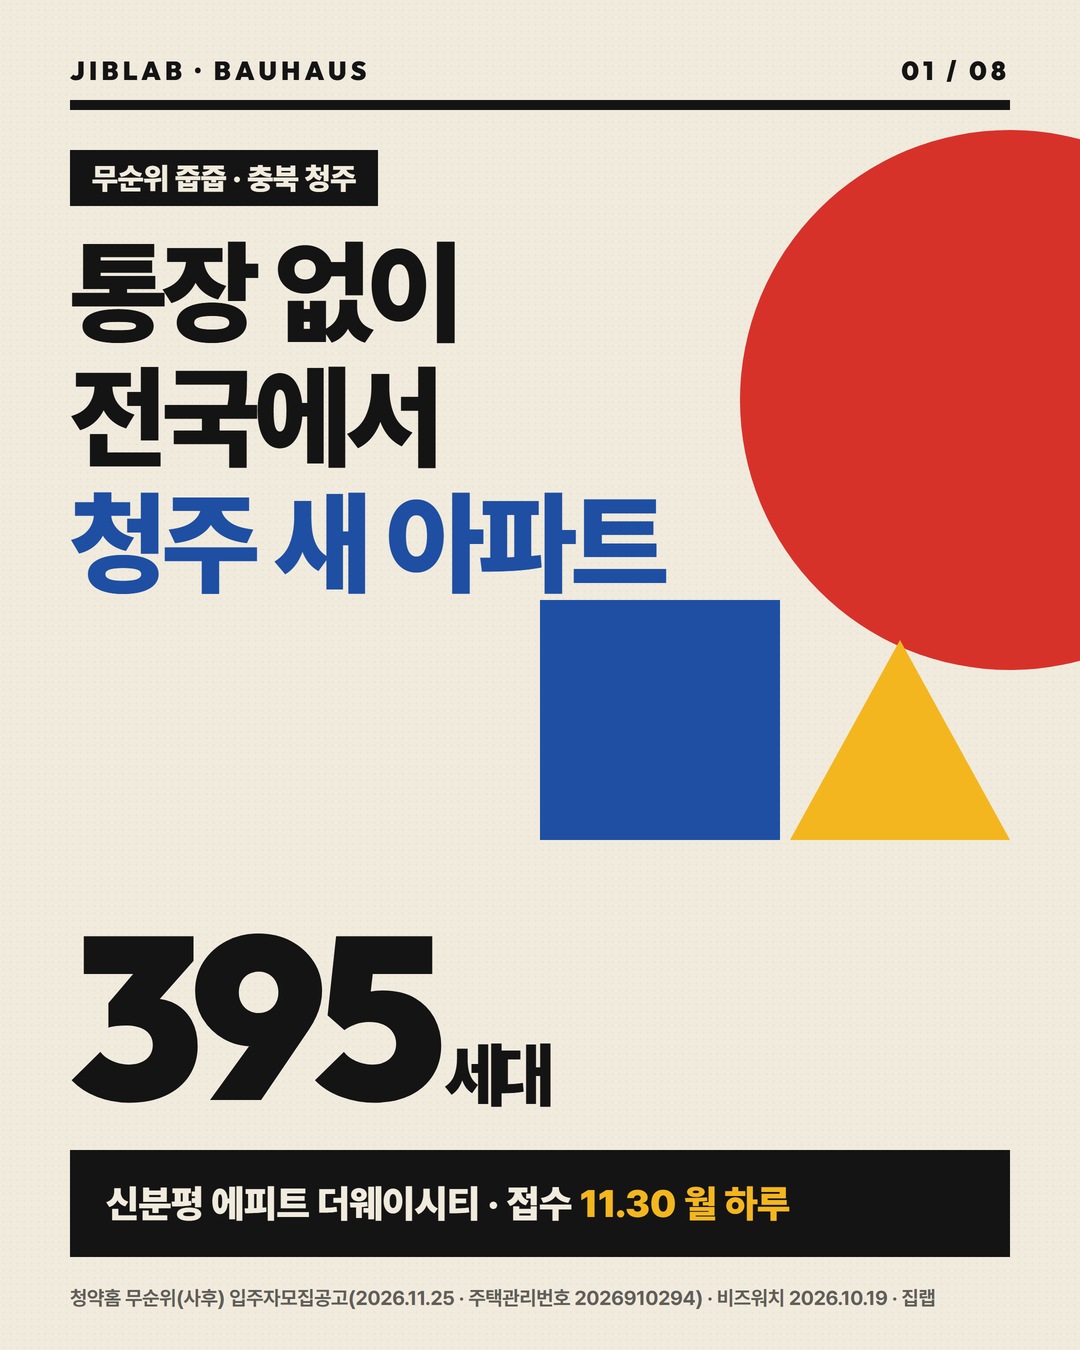 JIBLAB · BAUHAUS
01 / 08
무순위 줍줍 · 충북 청주
통장 없이
전국에서
청주 새 아파트
395세대
신분평 에피트 더웨이시티 · 접수 11.30 월 하루
청약홈 무순위(사후) 입주자모집공고(2026.11.25 · 주택관리번호 2026910294) · 비즈워치 2026.10.19 · 집랩